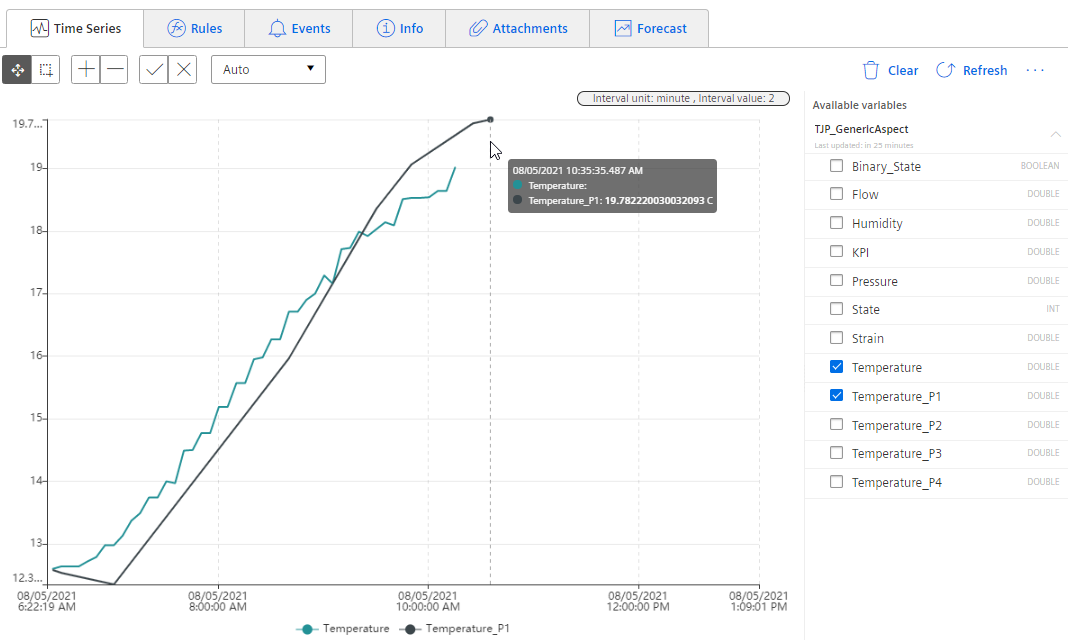 Time Series
Rules
Events
Info
Attachments
Forecast
Auto
Clear
Refresh
Interval unit: minute , Interval value: 2
19.7...
19
18
17
16
15
14
13
12.3...
08/05/2021 10:35:35.487 AM
Temperature:
Temperature_P1: 19.782220030032093 C
08/05/2021
6:22:19 AM
08/05/2021
8:00:00 AM
08/05/2021
10:00:00 AM
08/05/2021
12:00:00 PM
08/05/2021
1:09:01 PM
Temperature
Temperature_P1
Available variables
TJP_GenericAspect
Last updated: in 25 minutes
Binary_State BOOLEAN
Flow DOUBLE
Humidity DOUBLE
KPI DOUBLE
Pressure DOUBLE
State INT
Strain DOUBLE
Temperature DOUBLE
Temperature_P1 DOUBLE
Temperature_P2 DOUBLE
Temperature_P3 DOUBLE
Temperature_P4 DOUBLE